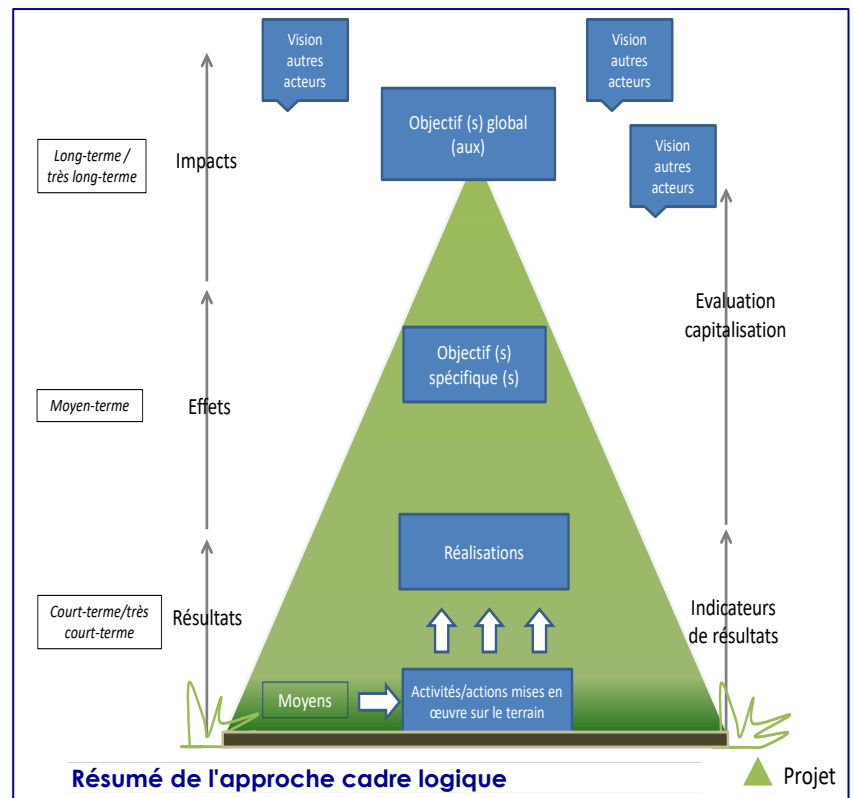 Vision
autres
acteurs
Vision
autres
acteurs
Objectif (s) global
(aux)
Vision
autres
acteurs
Long-terme /
très long-terme
Impacts
Evaluation
capitalisation
Objectif (s)
spécifique (s)
Moyen-terme
Effets
Réalisations
Court-terme/très
court-terme
Résultats
Indicateurs
de résultats
Moyens
Activités/actions mises en
œuvre sur le terrain
Résumé de l'approche cadre logique
Projet